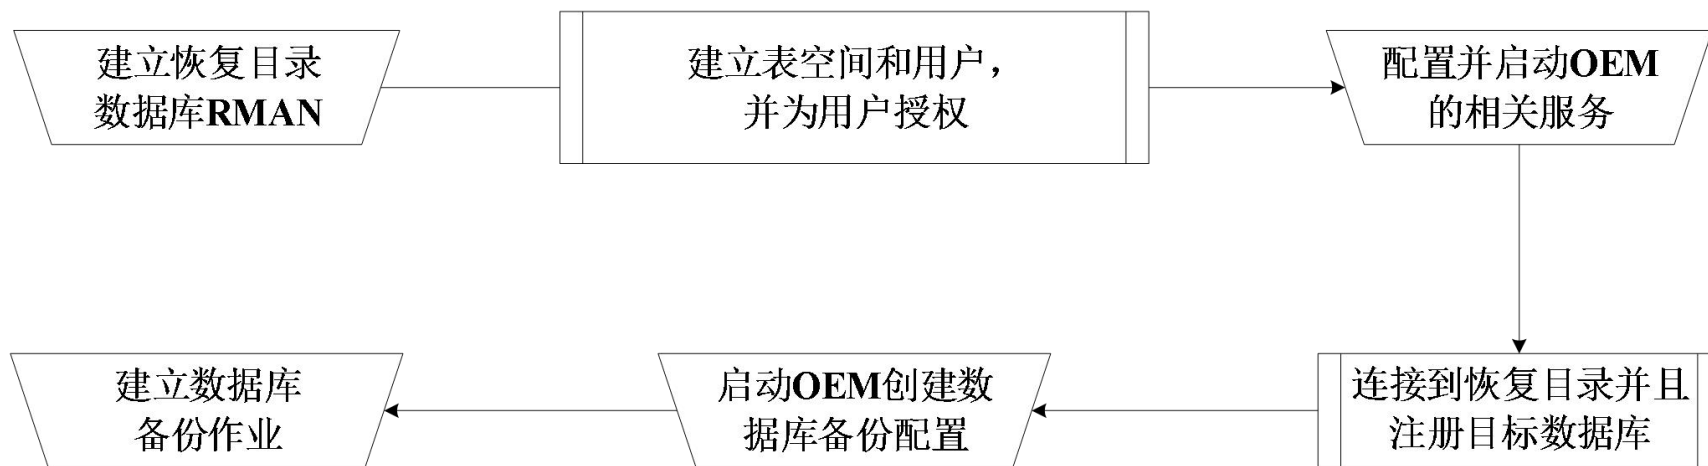 建立恢复目录
数据库RMAN
建立表空间和用户，
并为用户授权
配置并启动OEM
的相关服务
连接到恢复目录并且
注册目标数据库
启动OEM创建数
据库备份配置
建立数据库
备份作业